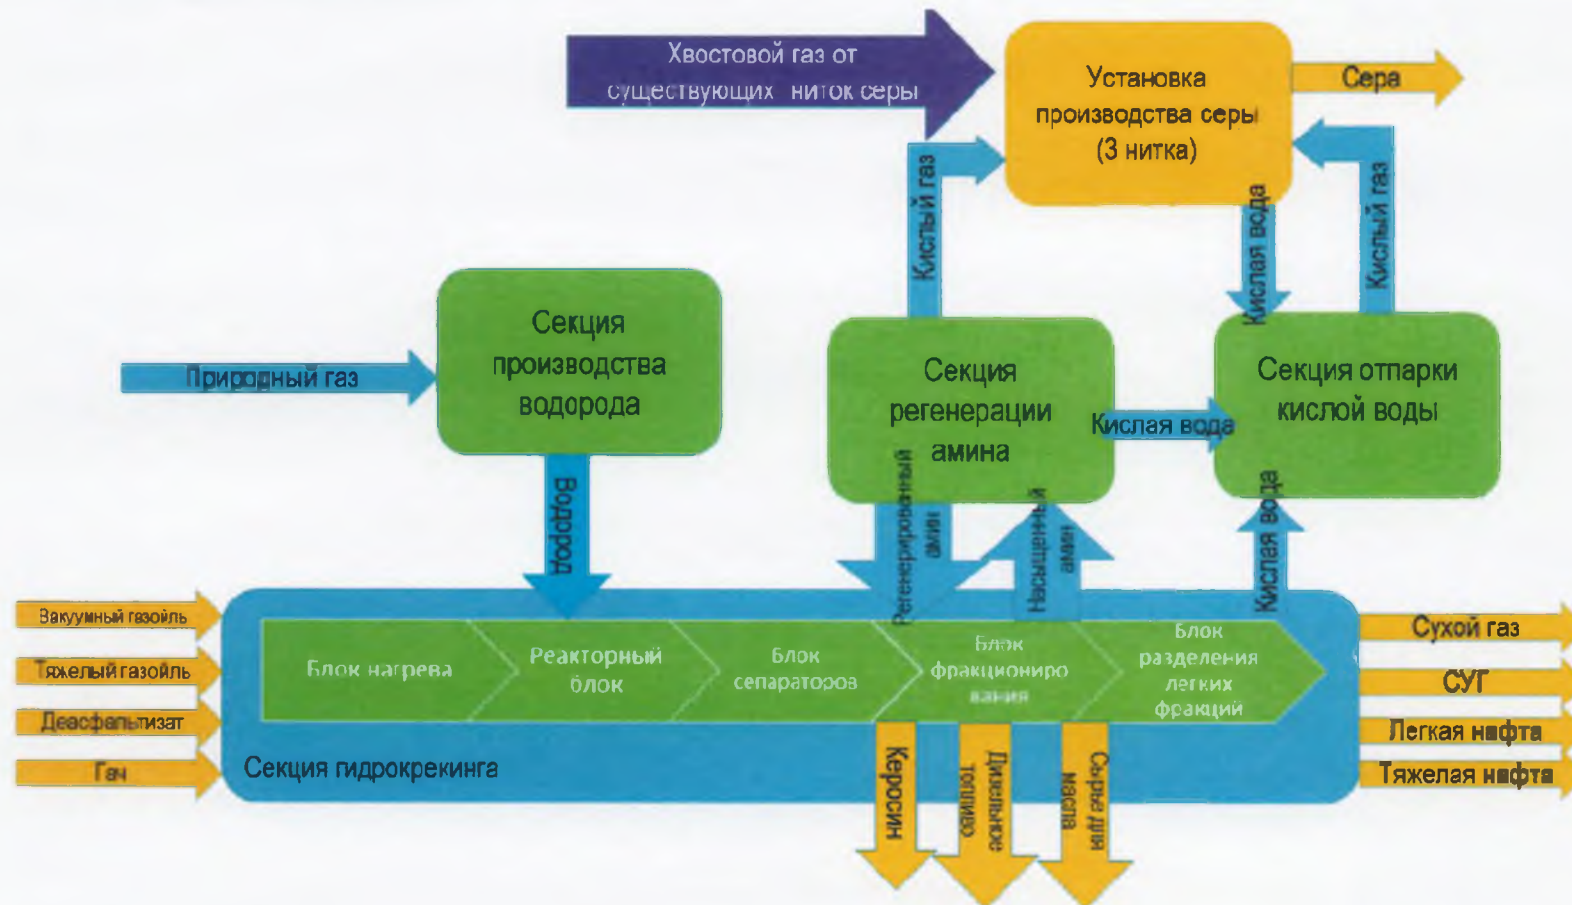 Хвостовой газ от
существующих ниток серы
Установка
производства серы
(3 нитка)
Сера
Кислый газ
Кислая вода
Кислый газ
Природный газ
Секция
производства
водорода
Секция
регенерации
амина
Кислая вода
Секция отпарки
кислой воды
Водород
Регенерированный
амин
Насыщенный
амин
Кислая вода
Вакуумный газойль
Тяжелый газойль
Деасфальтизат
Гач
Блок нагрева
Реакторный
блок
Блок
сепараторов
Блок
фракциониро
вания
Блок
разделения
легких
фракций
Секция гидрокрекинга
Сухой газ
СУГ
Легкая нафта
Тяжелая нафта
Керосин
Дизельное
топливо
Сырье для
масла